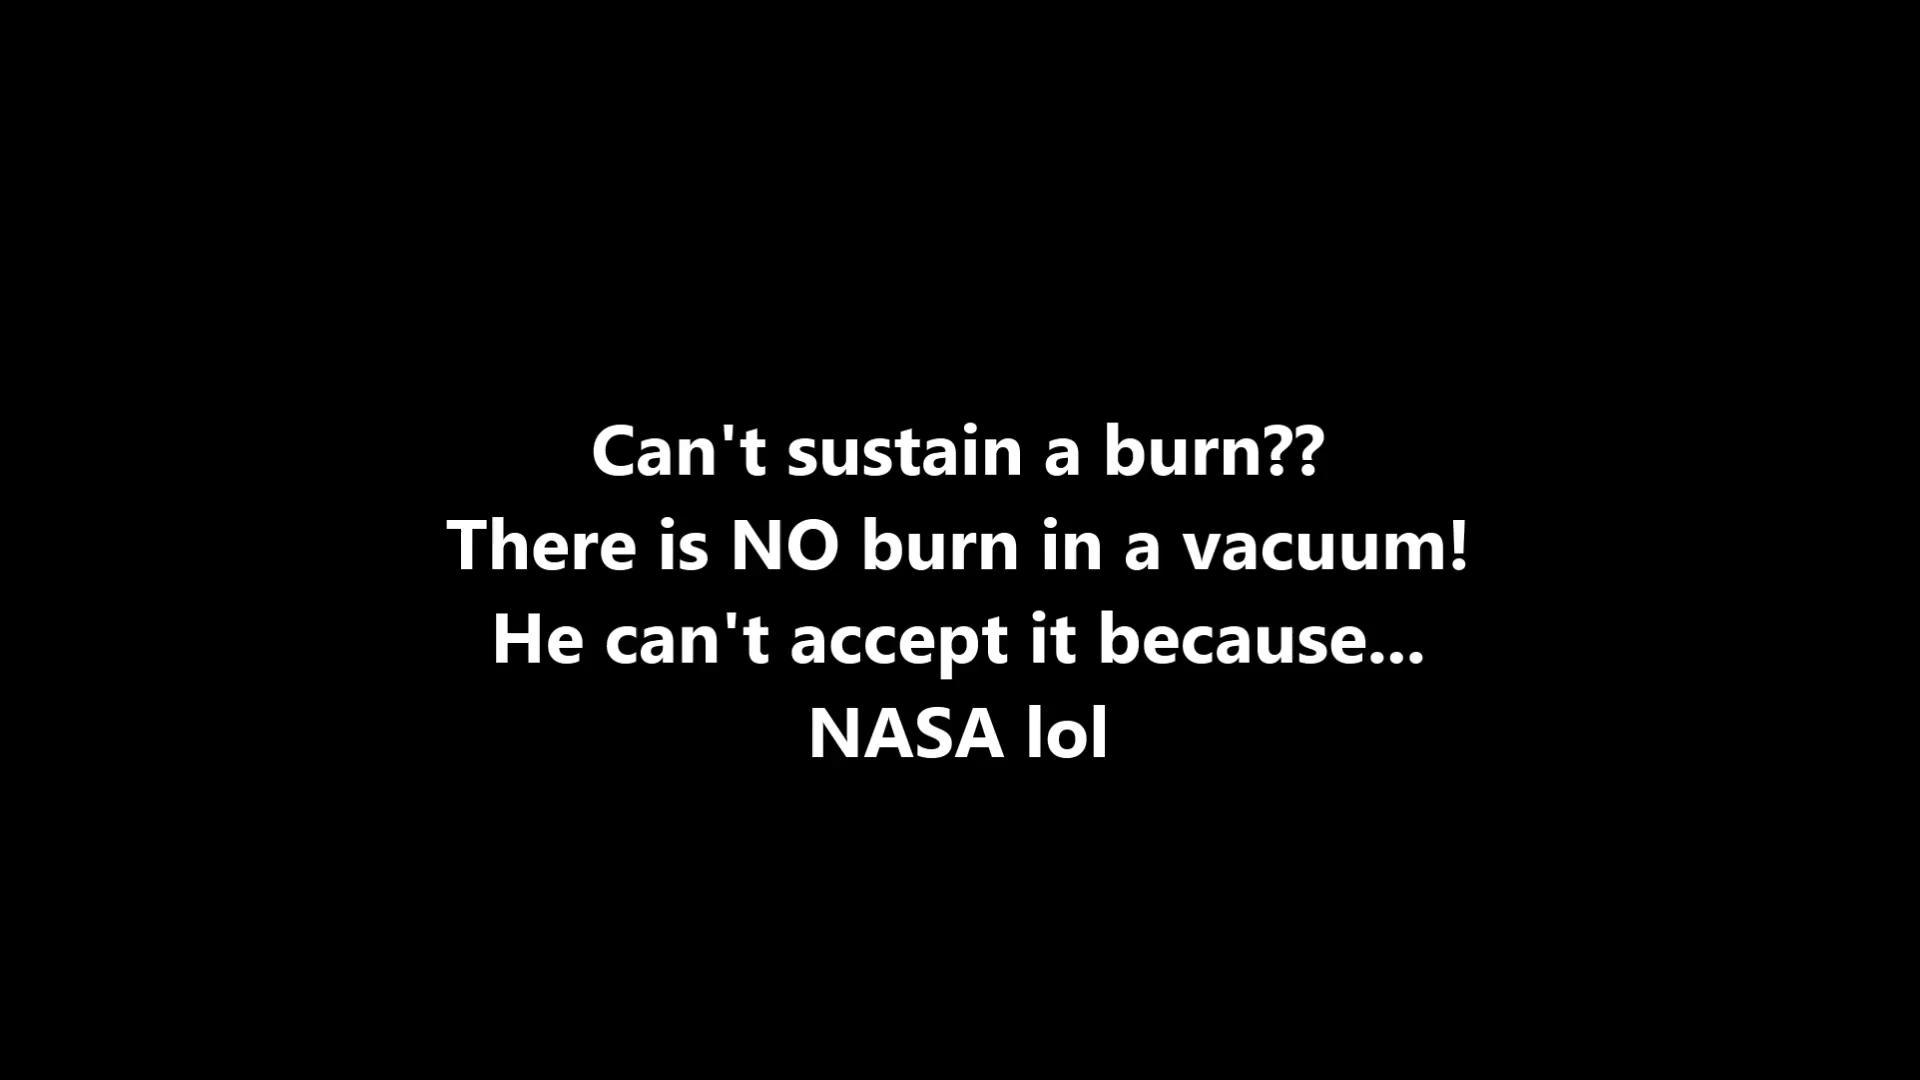 Can't sustain a burn??
There is NO burn in a vacuum!
He can't accept it because...
NASA lol